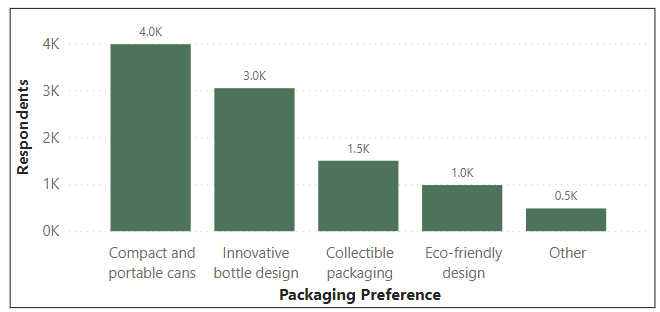 4.0K
4K
3.0K
3K
2K
1.5K
1.0K
1K
0.5K
0K
Respondents
Compact and
portable cans
Innovative
bottle design
Collectible
packaging
Eco-friendly
design
Other
Packaging Preference